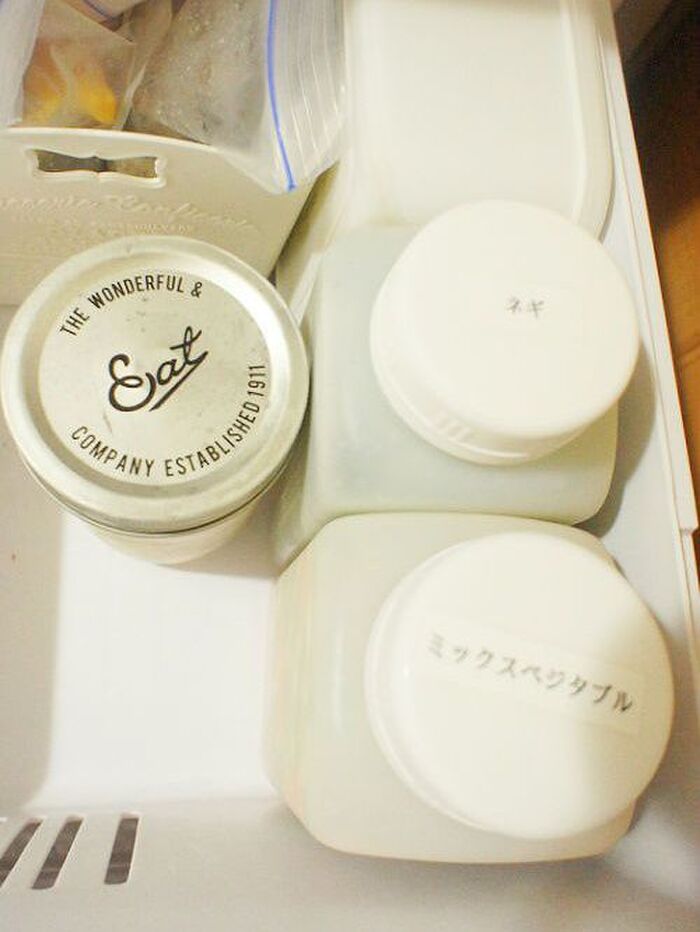 THE WONDERFUL &
Eat
COMPANY ESTABLISHED 1911
ネギ
ミックスベジタブル